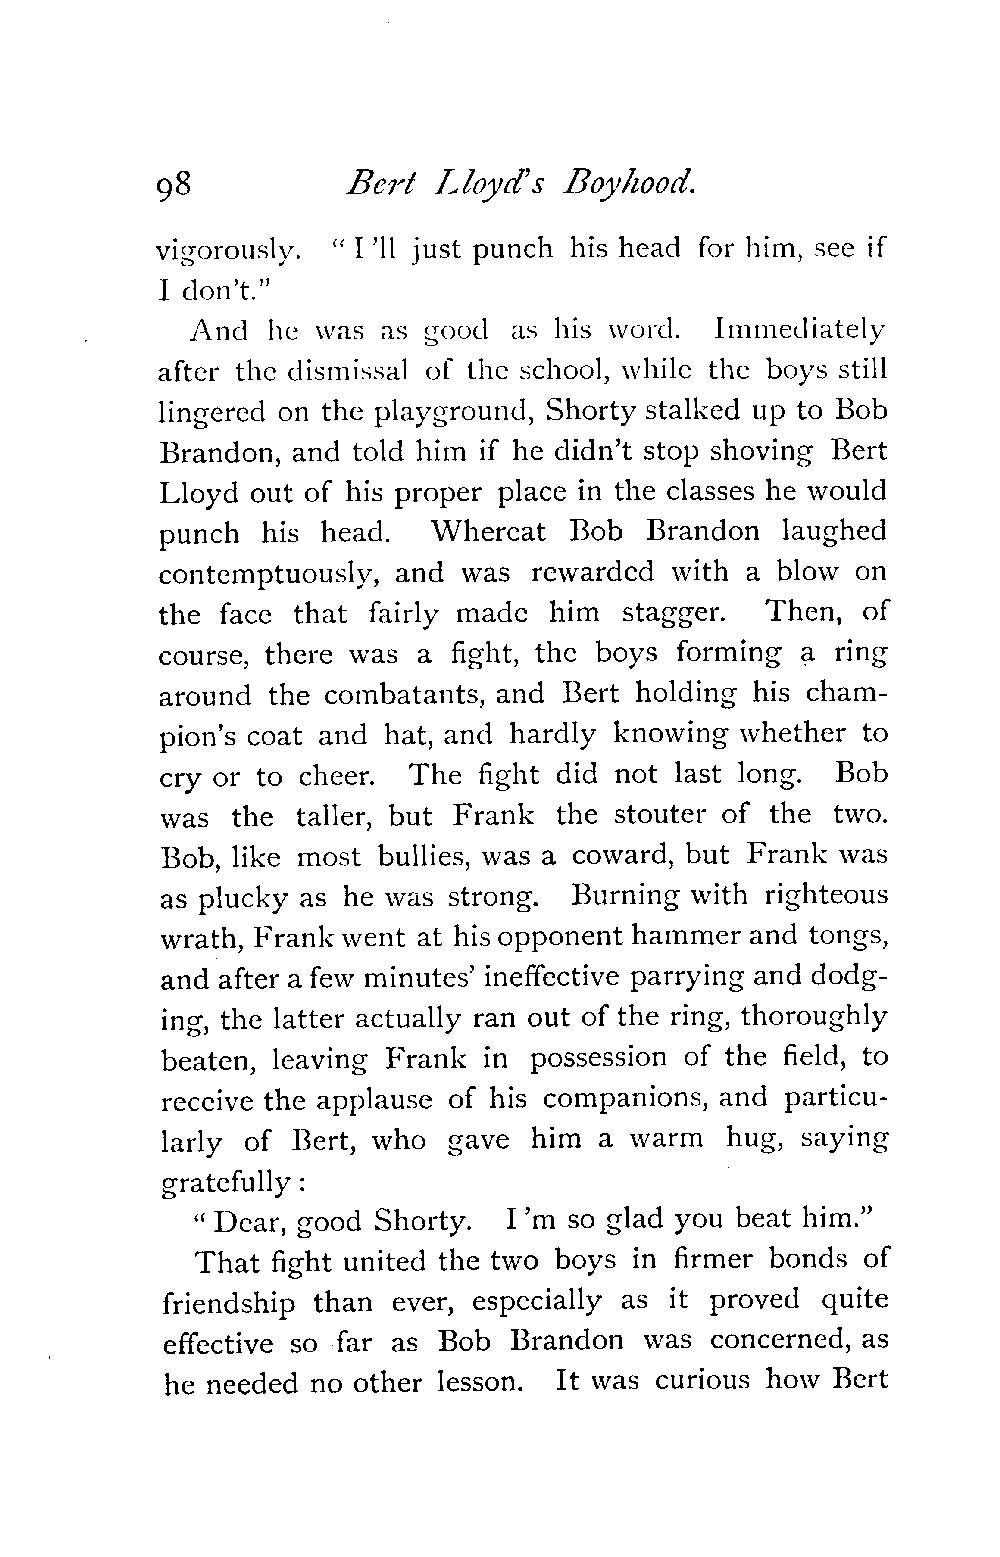 98 Bert Lloyd's Boyhood.
vigorously. " I 'll just punch his head for him, see if
I don't."
And he was as good as his word. Immediately
after the dismissal of the school, while the boys still
lingered on the playground, Shorty stalked up to Bob
Brandon, and told him if he didn't stop shoving Bert
Lloyd out of his proper place in the classes he would
punch his head. Whereat Bob Brandon laughed
contemptuously, and was rewarded with a blow on
the face that fairly made him stagger. Then, of
course, there was a fight, the boys forming a ring
around the combatants, and Bert holding his cham-
pion's coat and hat, and hardly knowing whether to
cry or to cheer. The fight did not last long. Bob
was the taller, but Frank the stouter of the two.
Bob, like most bullies, was a coward, but Frank was
as plucky as he was strong. Burning with righteous
wrath, Frank went at his opponent hammer and tongs,
and after a few minutes' ineffective parrying and dodg-
ing, the latter actually ran out of the ring, thoroughly
beaten, leaving Frank in possession of the field, to
receive the applause of his companions, and particu-
larly of Bert, who gave him a warm hug, saying
gratefully :
" Dear, good Shorty. I 'm so glad you beat him."
That fight united the two boys in firmer bonds of
friendship than ever, especially as it proved quite
effective so far as Bob Brandon was concerned, as
he needed no other lesson. It was curious how Bert